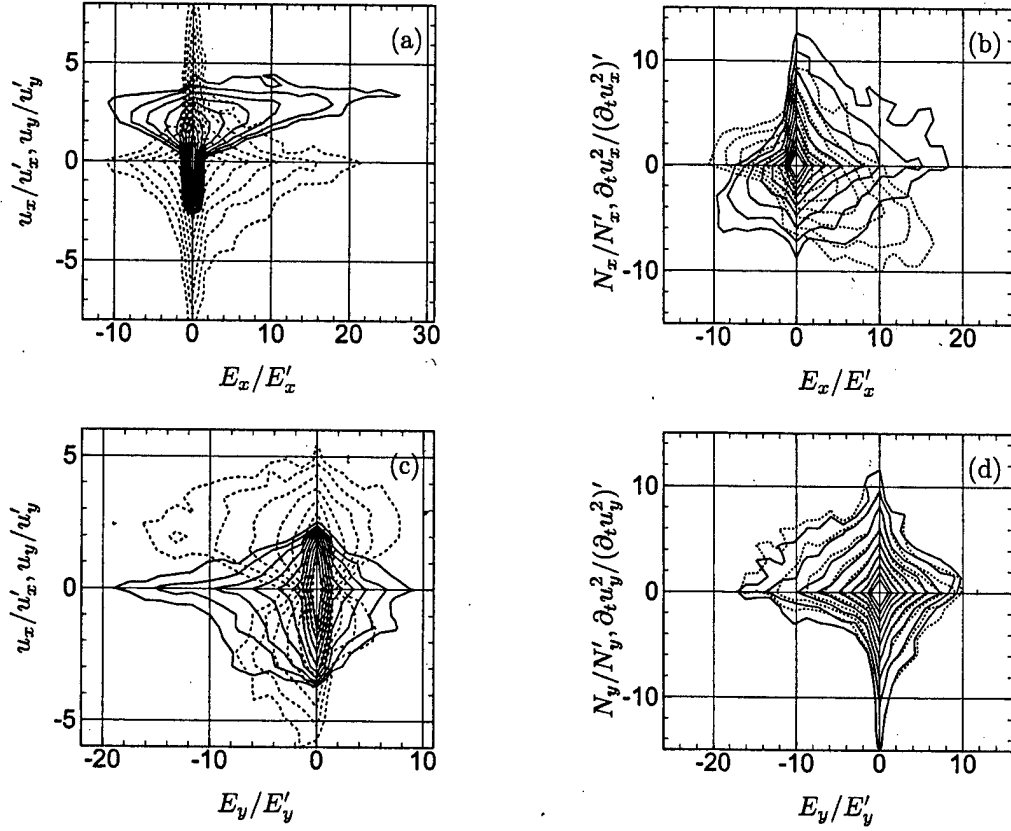 (a)
u_x/u'_x, u_y/u'_y
5
0
-5
-10 0 10 20 30
E_x/E'_x
(b)
N_x/N'_x, ∂_t u_x^2/(∂_t u_x^2)'
10
0
-10
-10 0 10 20
E_x/E'_x
(c)
u_x/u'_x, u_y/u'_y
5
0
-5
-20 -10 0 10
E_y/E'_y
(d)
N_y/N'_y, ∂_t u_y^2/(∂_t u_y^2)'
10
0
-10
-20 -10 0 10
E_y/E'_y